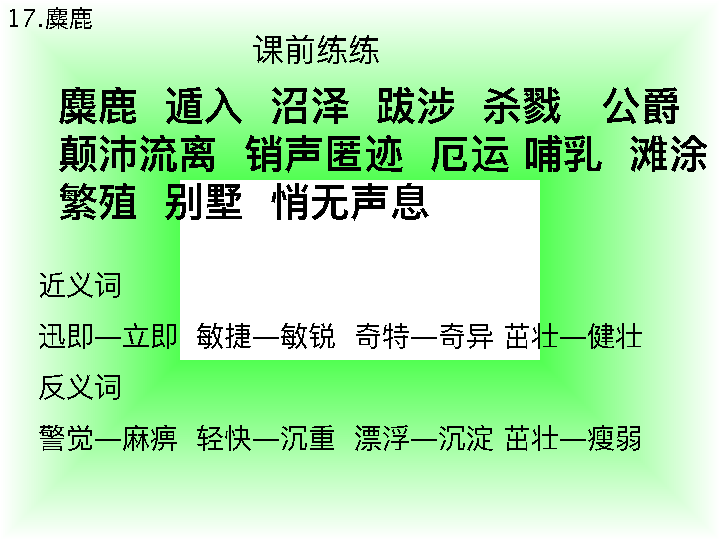 17.麋鹿
课前练练
麋鹿 遁入 沼泽 跋涉 杀戮 公爵
颠沛流离 销声匿迹 厄运 哺乳 滩涂
繁殖 别墅 悄无声息
近义词
迅即—立即 敏捷—敏锐 奇特—奇异 茁壮—健壮
反义词
警觉—麻痹 轻快—沉重 漂浮—沉淀 茁壮—瘦弱